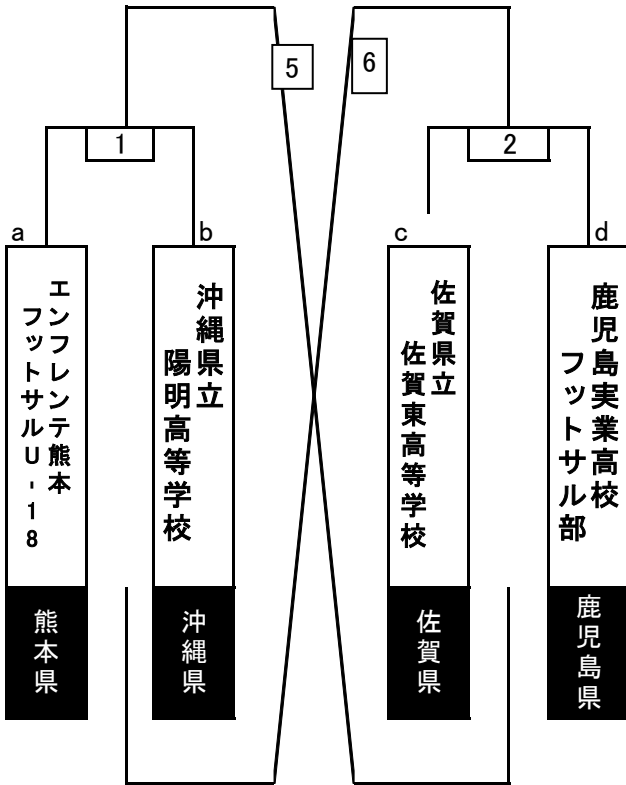 5
6
1
2
a
b
c
d
エンフレンテ熊本
フットサルU-18
沖縄県立
陽明高等学校
佐賀県立
佐賀東高等学校
鹿児島実業高校
フットサル部
熊本県
沖縄県
佐賀県
鹿児島県